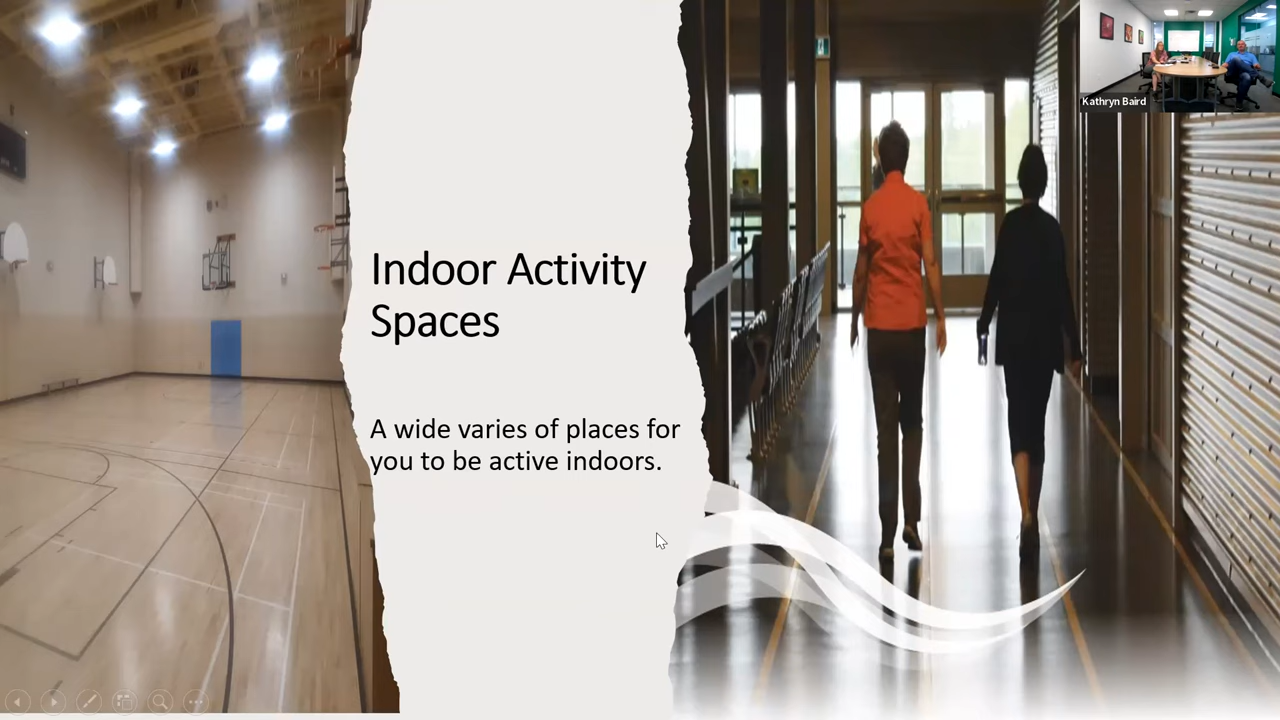 Indoor Activity
Spaces
A wide varies of places for
you to be active indoors.
Kathryn Baird